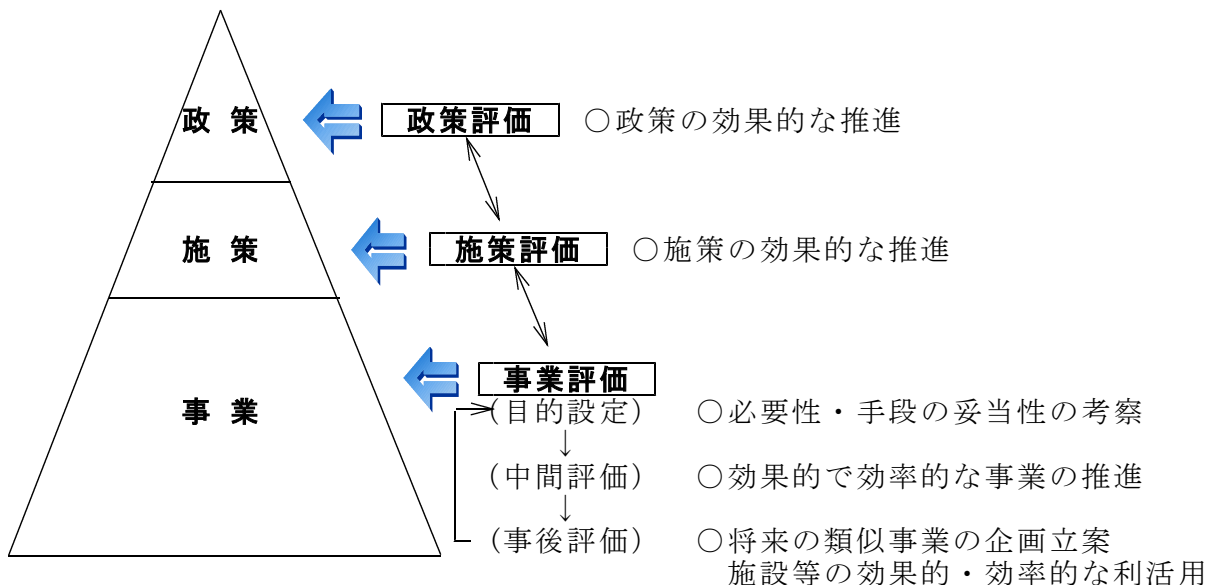 政 策 政策評価 ○政策の効果的な推進
施 策 施策評価 ○施策の効果的な推進
事業評価
事 業 (目的設定) ○必要性・手段の妥当性の考察
↓
(中間評価) ○効果的で効率的な事業の推進
↓
(事後評価) ○将来の類似事業の企画立案
施設等の効果的・効率的な利活用